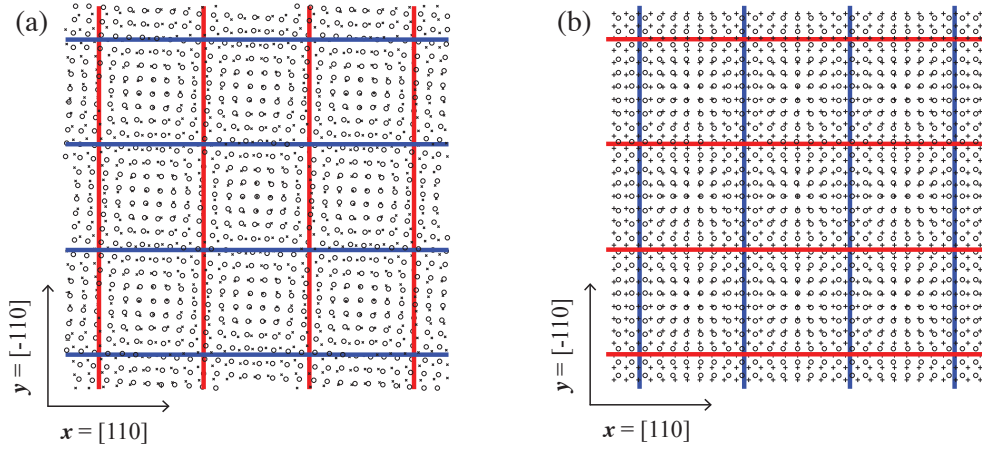 (a)
y = [-110]
x = [110]
(b)
y = [-110]
x = [110]